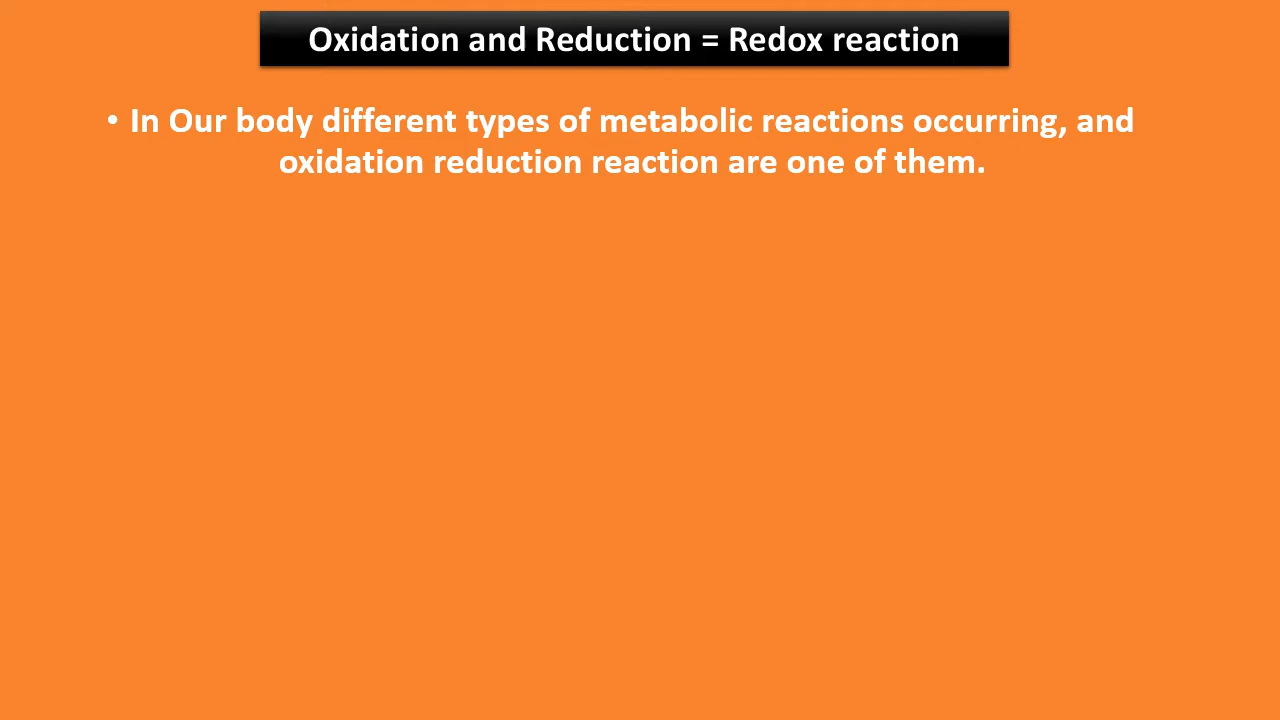 Oxidation and Reduction = Redox reaction
• In Our body different types of metabolic reactions occurring, and
oxidation reduction reaction are one of them.